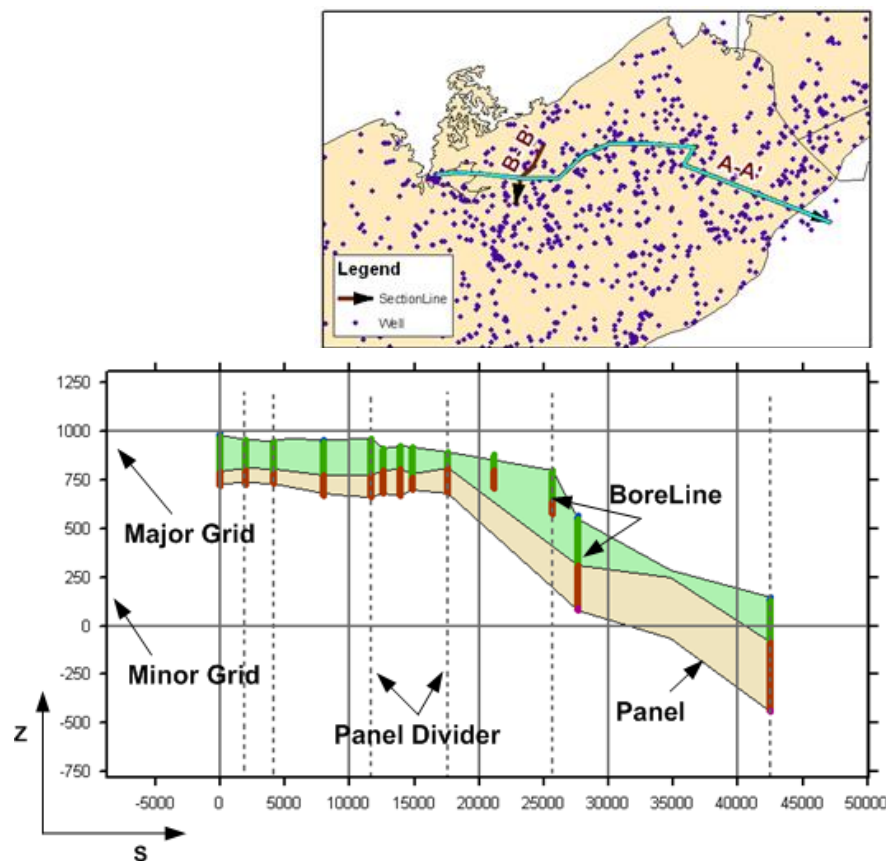 B-B'
A-A'
Legend
SectionLine
Well
1250
1000
750
500
250
0
-250
-500
-750
Major Grid
Minor Grid
BoreLine
Panel Divider
Panel
Z
-5000 0 5000 10000 15000 20000 25000 30000 35000 40000 45000 50000
S